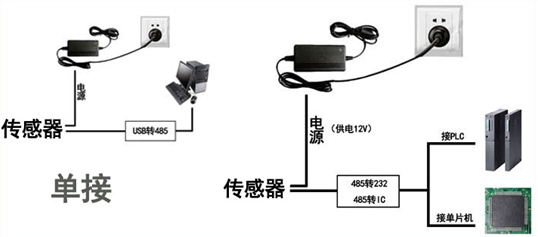 电源
传感器
USB转485
单接
电源
（供电12V）
传感器
485转232
485转IC
接PLC
接单片机